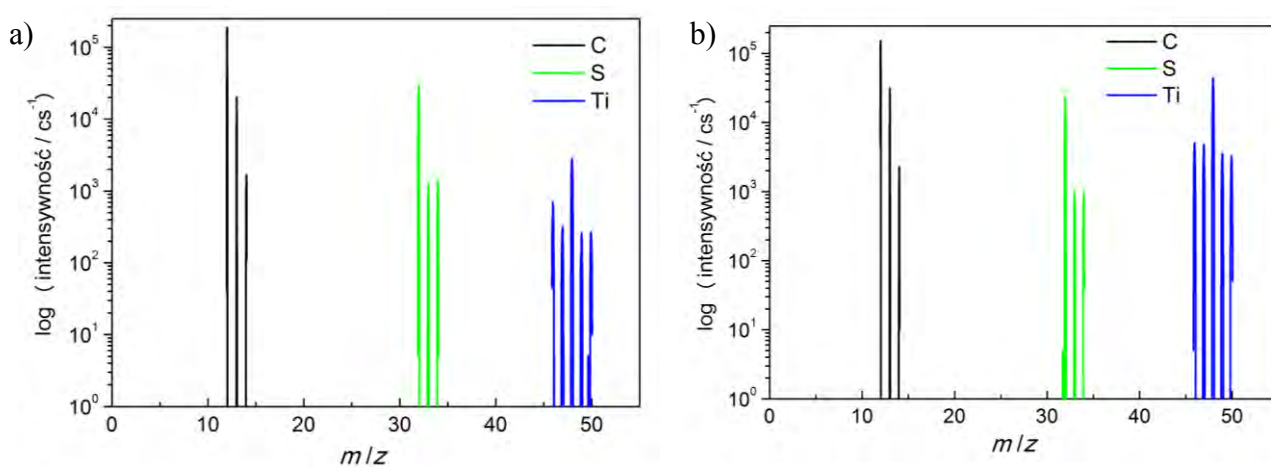 a)
C
S
Ti
log (intensywność / cs⁻¹)
10⁵
10⁴
10³
10²
10¹
10⁰
0 10 20 30 40 50
m/z
b)
C
S
Ti
log (intensywność / cs⁻¹)
10⁵
10⁴
10³
10²
10¹
10⁰
0 10 20 30 40 50
m/z